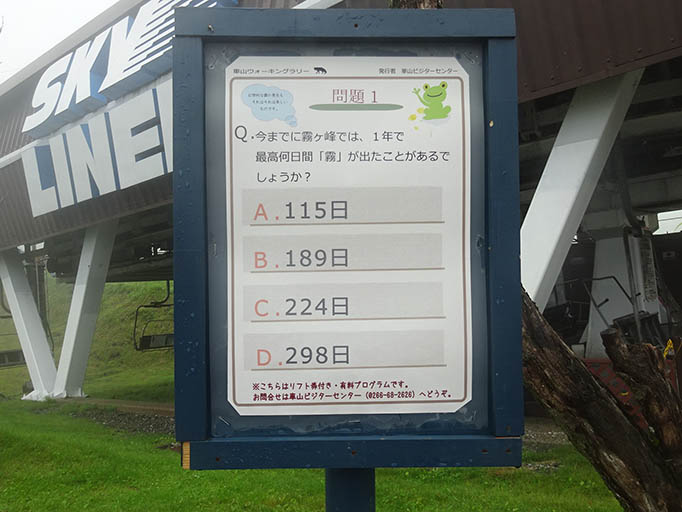 SKY
LINER
車山ウォーキングラリー
発行者 車山ビジターセンター
問題1
Q.今までに霧ヶ峰では、１年で
最高何日間「霧」が出たことがあるで
しょうか？
A.115日
B.189日
C.224日
D.298日
※こちらはリフト券付き・有料プログラムです。
お問合せは車山ビジターセンター（0266-68-2626）へどうぞ。